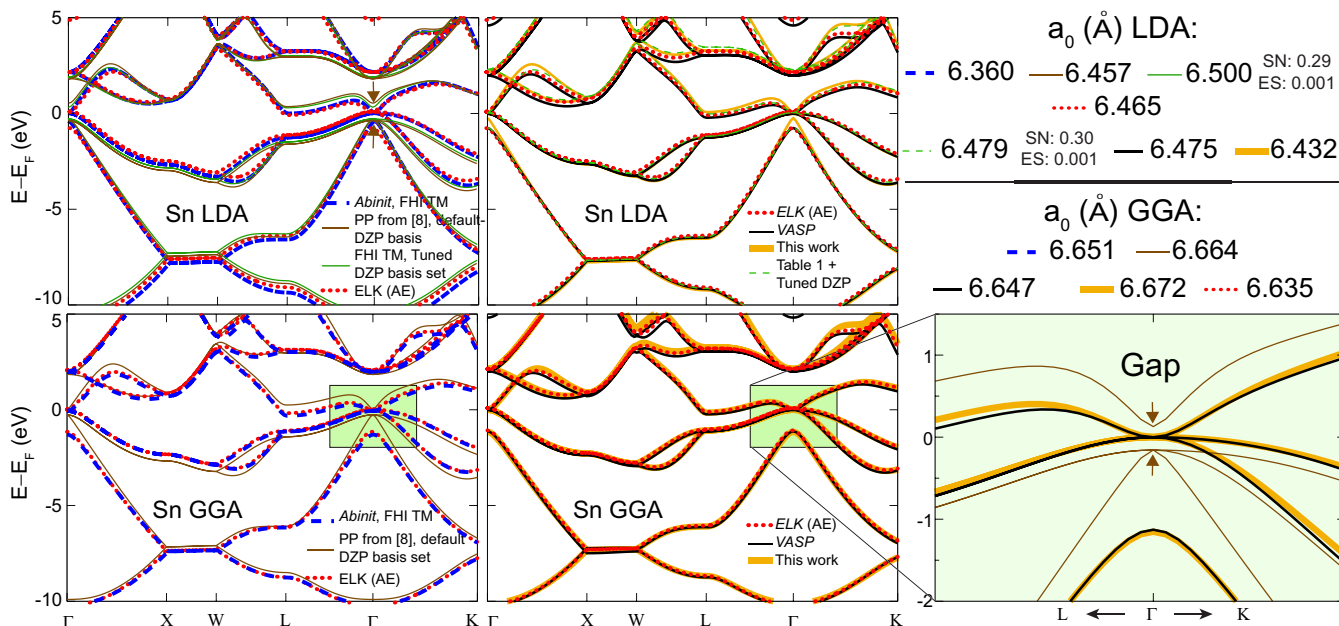 5
0
-5
-10
E−E_F (eV)
Sn LDA
Abinit, FHI TM
PP from [8], default-
DZP basis
FHI TM, Tuned
DZP basis set
ELK (AE)
Γ X W L Γ K
Sn LDA
ELK (AE)
VASP
This work
Table 1 +
Tuned DZP
Γ X W L Γ K
a₀ (Å) LDA:
6.360 6.457 6.500 SN: 0.29
ES: 0.001
6.465
6.479 SN: 0.30
ES: 0.001 6.475 6.432
a₀ (Å) GGA:
6.651 6.664
6.647 6.672 6.635
5
0
-5
-10
E−E_F (eV)
Sn GGA
Abinit, FHI TM
PP from [8], default
DZP basis set
ELK (AE)
Γ X W L Γ K
Sn GGA
ELK (AE)
VASP
This work
Γ X W L Γ K
Gap
1
0
-1
-2
L ← Γ → K